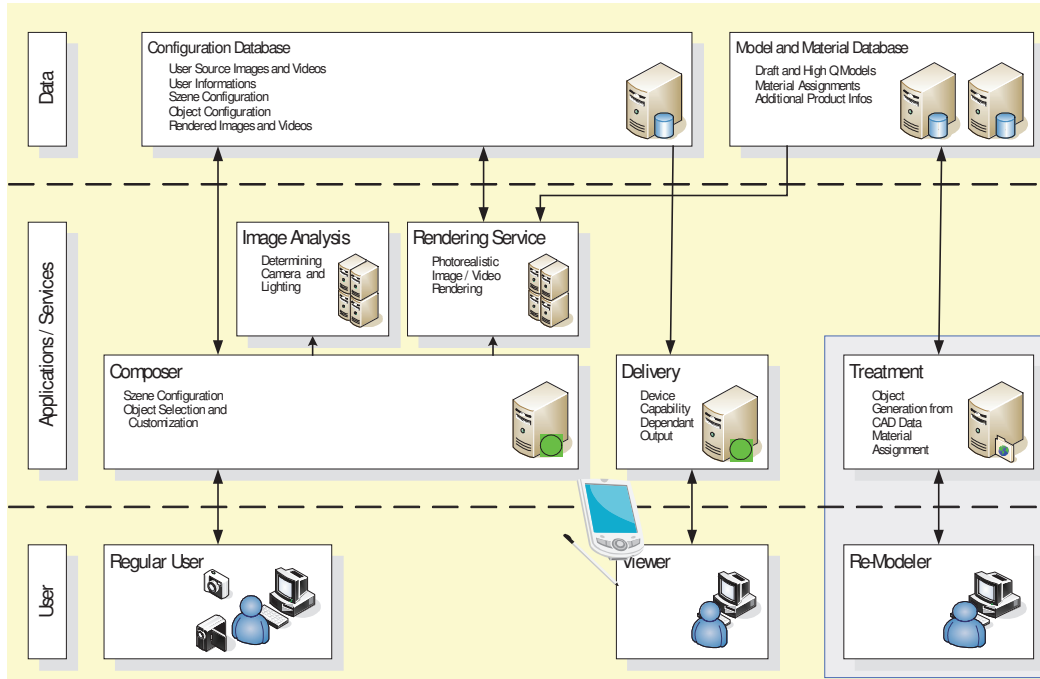 Data
Configuration Database
User Source Images and Videos
User Informations
Szene Configuration
Object Configuration
Rendered Images and Videos
Model and Material Database
Draft and High Q Models
Material Assignments
Additional Product Infos
Applications / Services
Image Analysis
Determining
Camera and
Lighting
Rendering Service
Photorealistic
Image / Video
Rendering
Composer
Szene Configuration
Object Selection and
Customization
Delivery
Device
Capability
Dependant
Output
Treatment
Object
Generation from
CAD Data
Material
Assignment
User
Regular User
Viewer
Re-Modeler